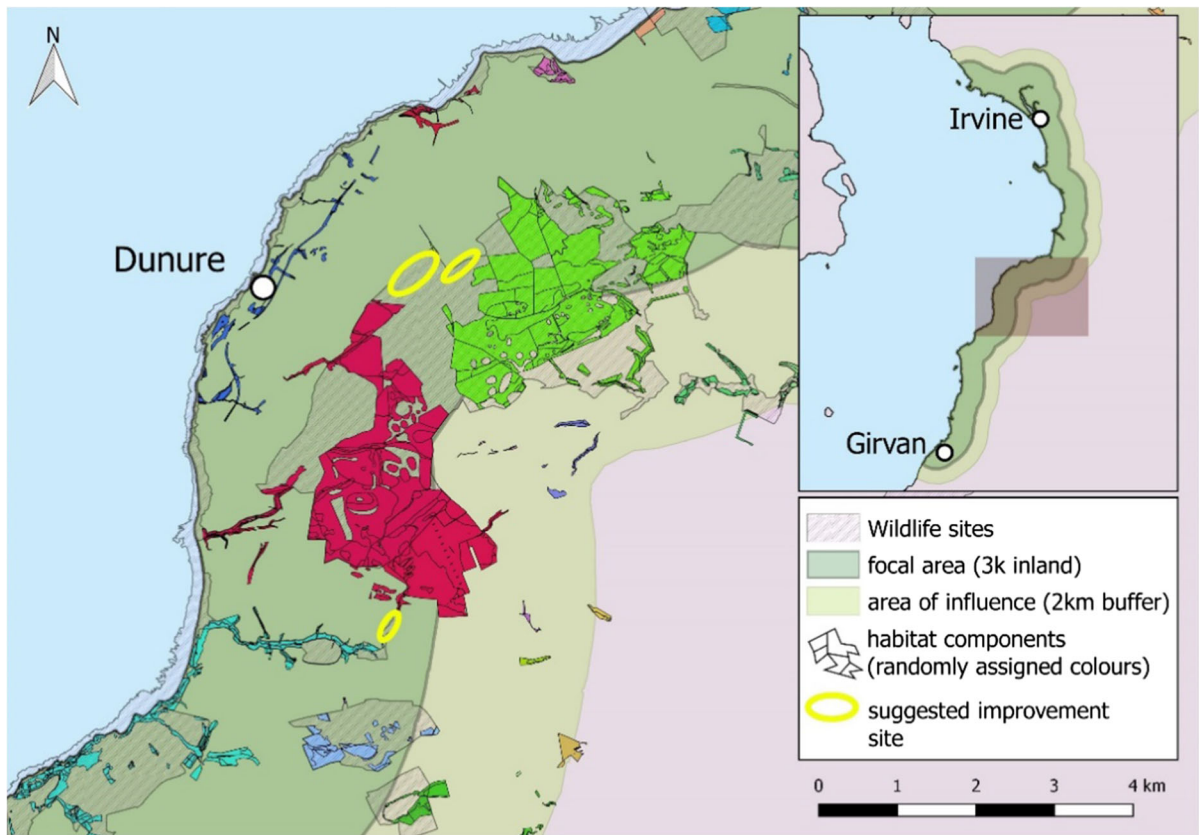 N
Dunure
Irvine
Girvan
Wildlife sites
focal area (3k inland)
area of influence (2km buffer)
habitat components
(randomly assigned colours)
suggested improvement
site
0 1 2 3 4 km